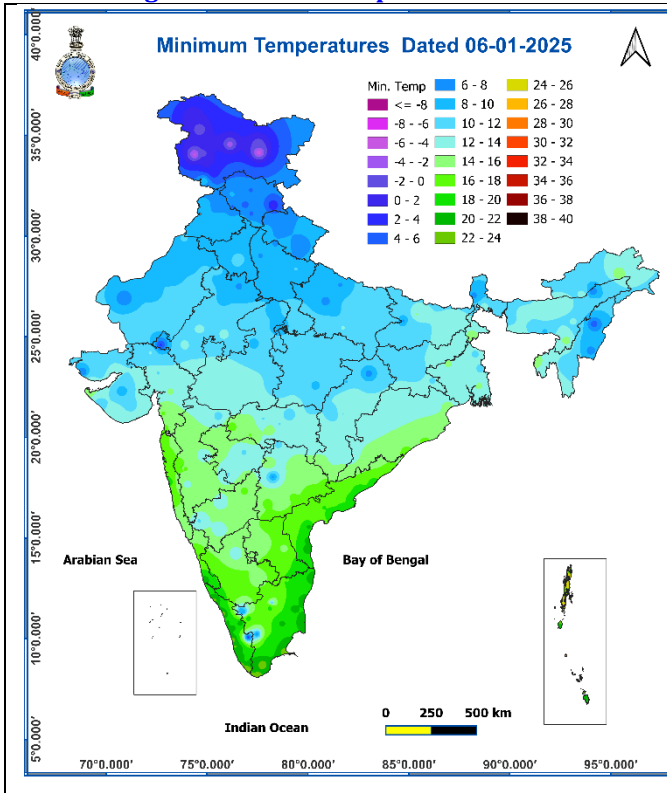 Minimum Temperatures Dated 06-01-2025
Min. Temp
<= -8
-8 - -6
-6 - -4
-4 - -2
-2 - 0
0 - 2
2 - 4
4 - 6
6 - 8
8 - 10
10 - 12
12 - 14
14 - 16
16 - 18
18 - 20
20 - 22
22 - 24
24 - 26
26 - 28
28 - 30
30 - 32
32 - 34
34 - 36
36 - 38
38 - 40
40°0.000'
35°0.000'
30°0.000'
25°0.000'
20°0.000'
15°0.000'
10°0.000'
5°0.000'
Arabian Sea
Bay of Bengal
Indian Ocean
0 250 500 km
70°0.000' 75°0.000' 80°0.000' 85°0.000' 90°0.000' 95°0.000'